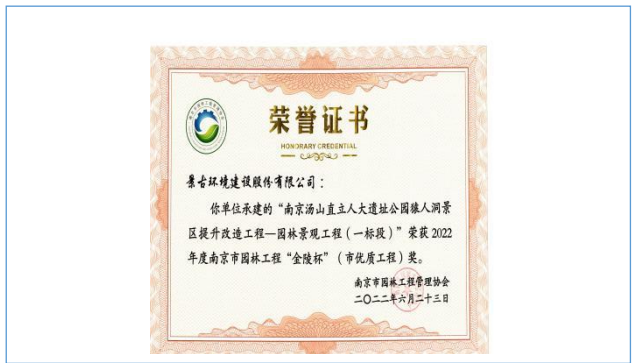 荣誉证书
HONORARY CREDENTIAL
景古环境建设股份有限公司：
你单位承建的“南京汤山直立人大遗址公园猿人洞景
区提升改造工程—园林景观工程（一标段）”荣获 2022
年度南京市园林工程“金陵杯”（市优质工程）奖。
南京市园林工程管理协会
二〇二二年六月二十三日